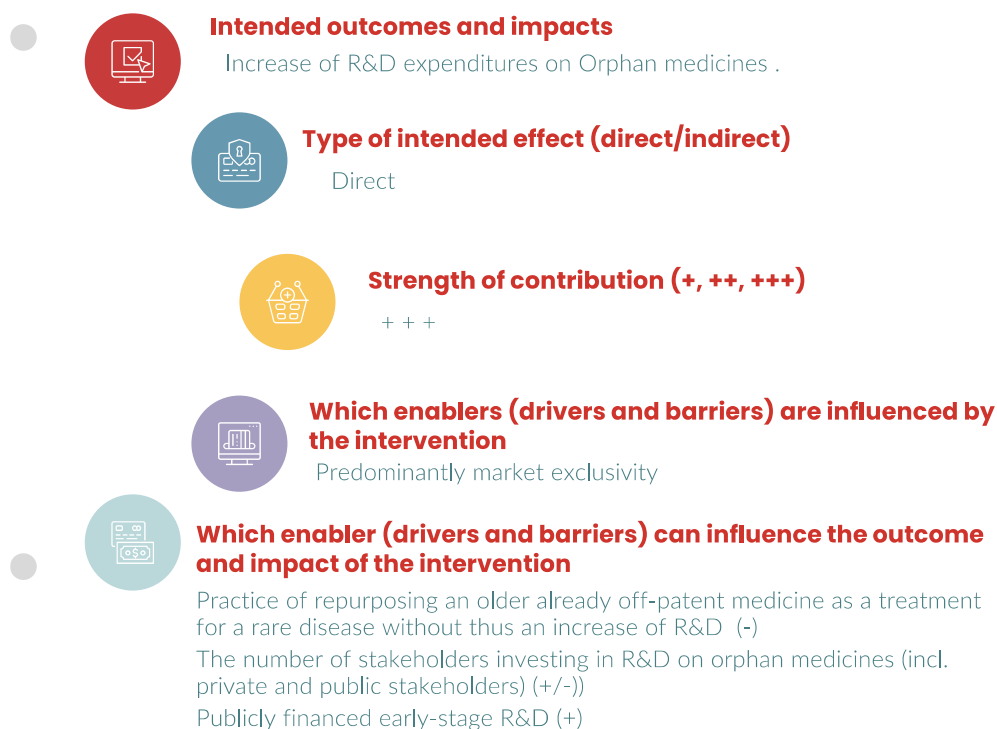 Intended outcomes and impacts
Increase of R&D expenditures on Orphan medicines .
Type of intended effect (direct/indirect)
Direct
Strength of contribution (+, ++, +++)
+ + +
Which enablers (drivers and barriers) are influenced by
the intervention
Predominantly market exclusivity
Which enabler (drivers and barriers) can influence the outcome
and impact of the intervention
Practice of repurposing an older already off-patent medicine as a treatment
for a rare disease without thus an increase of R&D (-)
The number of stakeholders investing in R&D on orphan medicines (incl.
private and public stakeholders) (+/-))
Publicly financed early-stage R&D (+)